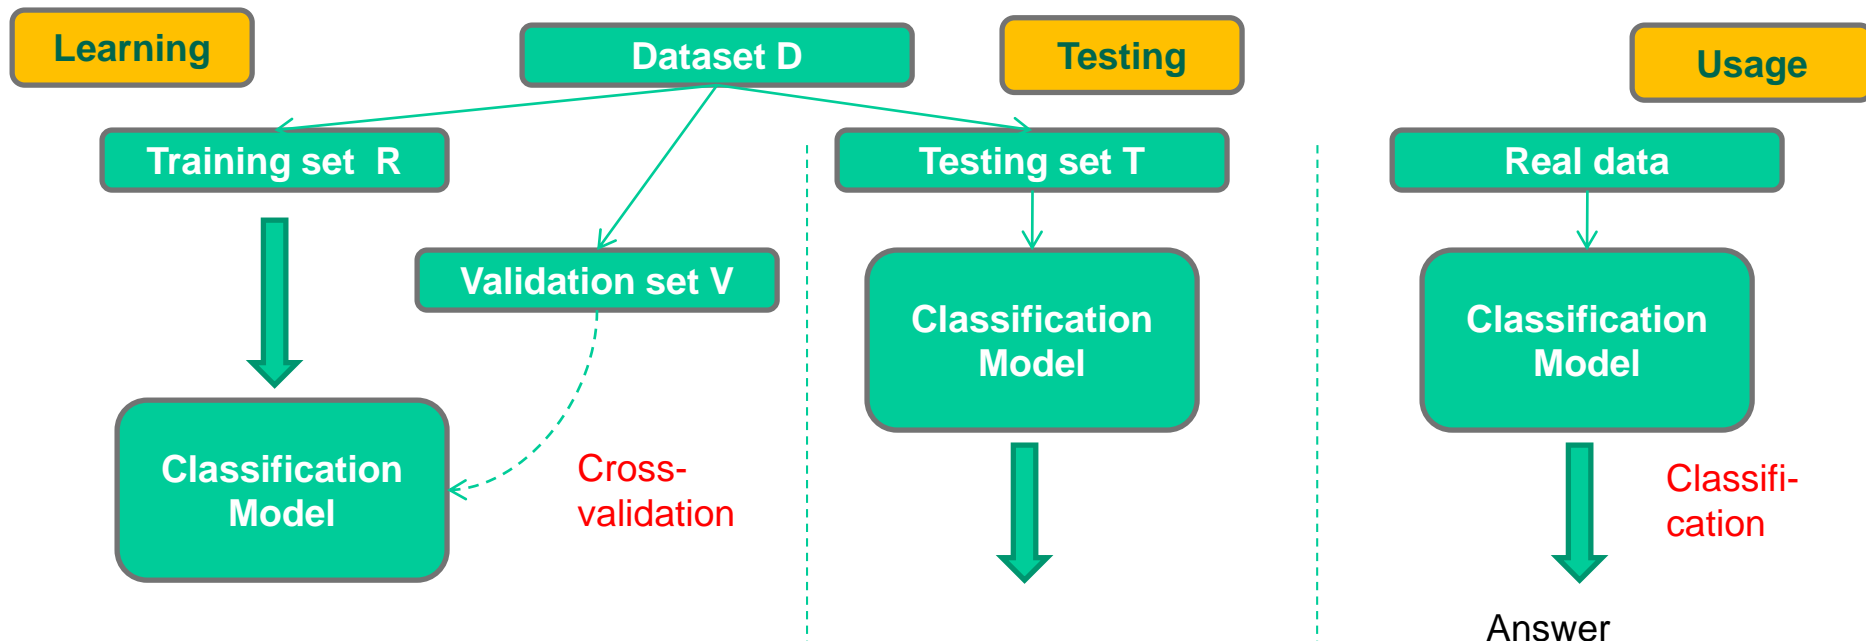 Learning
Dataset D
Testing
Usage
Training set R
Testing set T
Real data
Validation set V
Classification
Model
Classification
Model
Classification
Model
Cross-
validation
Classifi-
cation
Answer